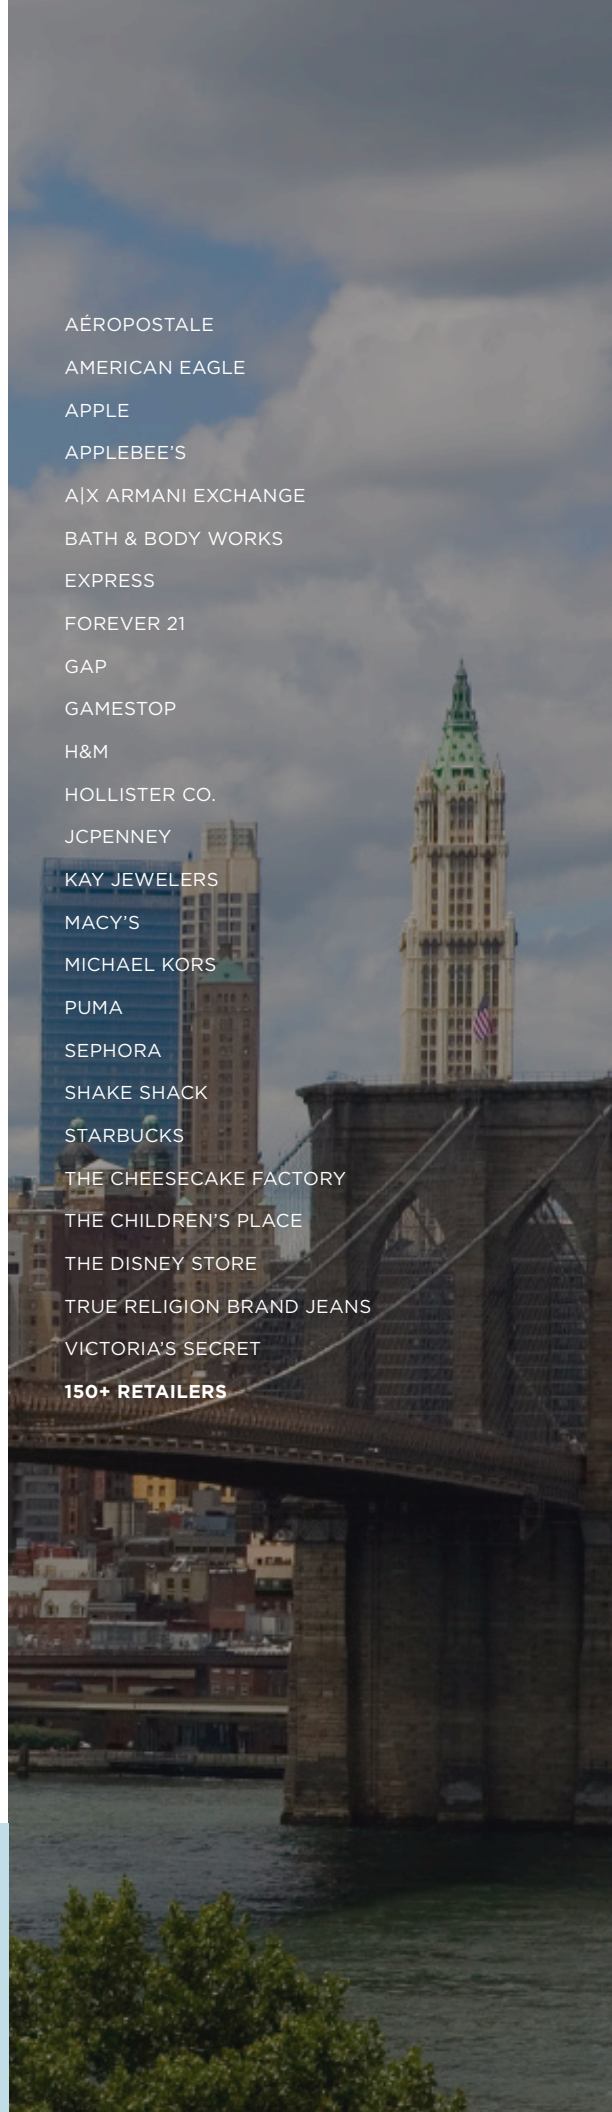 AÉROPOSTALE
AMERICAN EAGLE
APPLE
APPLEBEE’S
A|X ARMANI EXCHANGE
BATH & BODY WORKS
EXPRESS
FOREVER 21
GAP
GAMESTOP
H&M
HOLLISTER CO.
JCPENNEY
KAY JEWELERS
MACY’S
MICHAEL KORS
PUMA
SEPHORA
SHAKE SHACK
STARBUCKS
THE CHEESECAKE FACTORY
THE CHILDREN’S PLACE
THE DISNEY STORE
TRUE RELIGION BRAND JEANS
VICTORIA’S SECRET
150+ RETAILERS